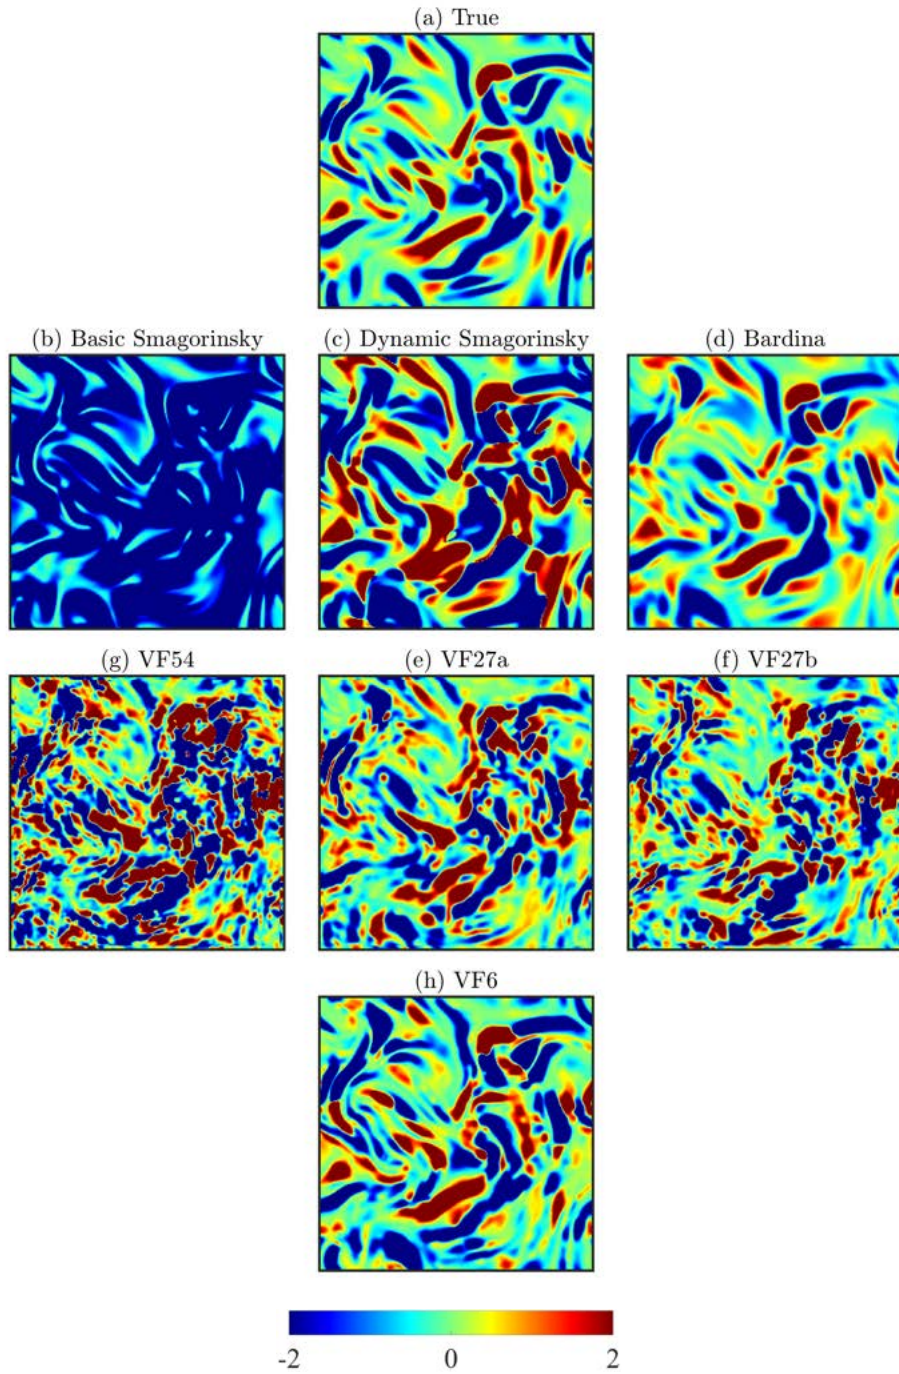 (a) True
(b) Basic Smagorinsky
(c) Dynamic Smagorinsky
(d) Bardina
(g) VF54
(e) VF27a
(f) VF27b
(h) VF6
-2
0
2